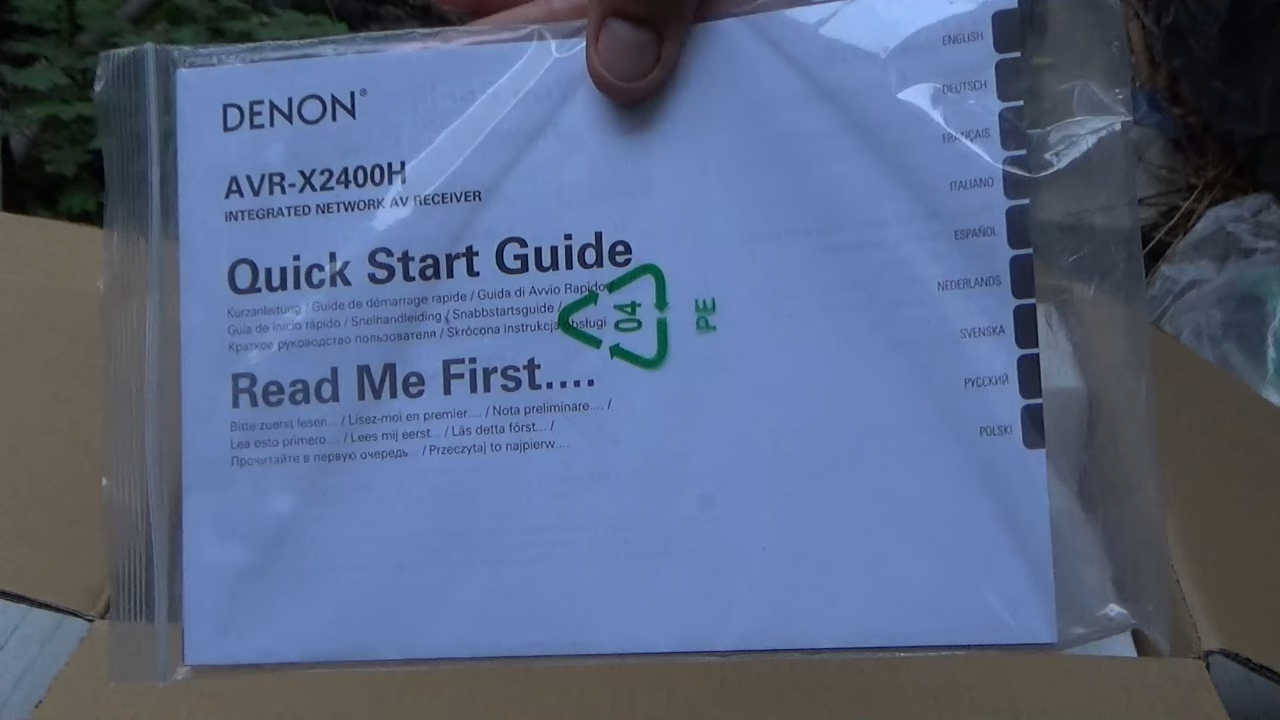 DENON®
AVR-X2400H
INTEGRATED NETWORK AV RECEIVER
Quick Start Guide
Kurzanleitung / Guide de démarrage rapide / Guida di Avvio Rapido /
Guía de inicio rápido / Snelhandleiding / Snabbstartsguide /
Краткое руководство пользователя / Skrócona instrukcja obsługi
Read Me First....
Bitte zuerst lesen... / Lisez-moi en premier.... / Nota preliminare.... /
Lea esto primero.... / Lees mij eerst... / Läs detta först... /
Прочитайте в первую очередь... / Przeczytaj to najpierw....
04
PE
ENGLISH
DEUTSCH
FRANÇAIS
ITALIANO
ESPAÑOL
NEDERLANDS
SVENSKA
РУССКИЙ
POLSKI